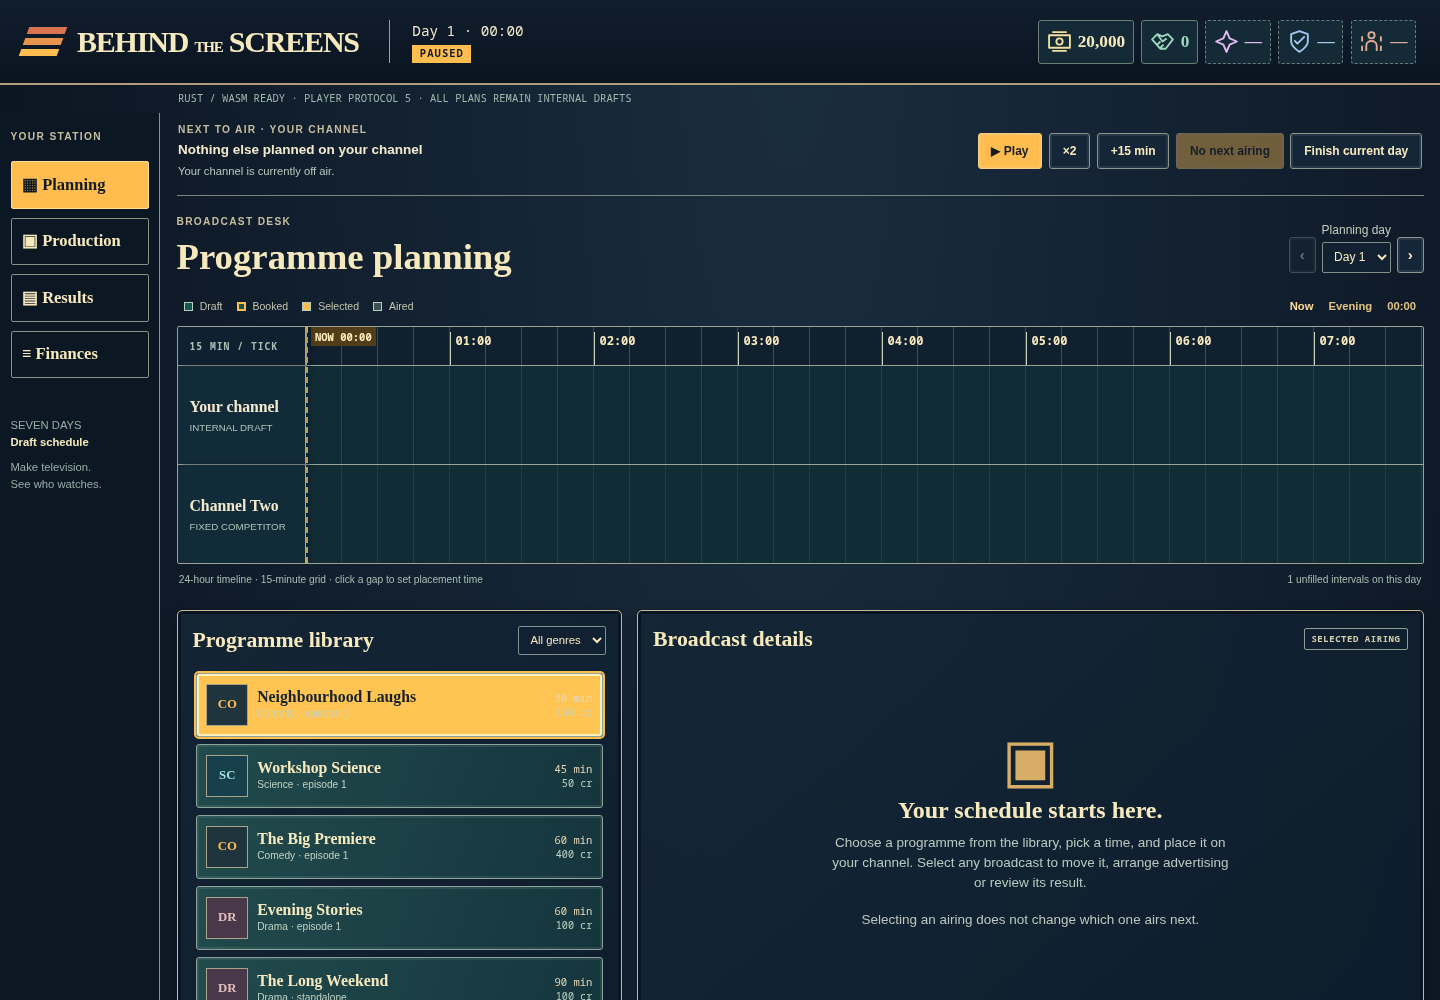 BEHIND THE SCREENS
Day 1 · 00:00
PAUSED
20,000
0
—
—
—
RUST / WASM READY · PLAYER PROTOCOL 5 · ALL PLANS REMAIN INTERNAL DRAFTS
YOUR STATION
Planning
Production
Results
≡ Finances
SEVEN DAYS
Draft schedule
Make television.
See who watches.
NEXT TO AIR · YOUR CHANNEL
Nothing else planned on your channel
Your channel is currently off air.
▶ Play
×2
+15 min
No next airing
Finish current day
BROADCAST DESK
Programme planning
Planning day
‹
Day 1
›
Draft
Booked
Selected
Aired
Now Evening 00:00
15 MIN / TICK
NOW 00:00
01:00
02:00
03:00
04:00
05:00
06:00
07:00
Your channel
INTERNAL DRAFT
Channel Two
FIXED COMPETITOR
24-hour timeline · 15-minute grid · click a gap to set placement time
1 unfilled intervals on this day
Programme library
All genres
CO
Neighbourhood Laughs
30 min
SC
Workshop Science
Science · episode 1
45 min
50 cr
CO
The Big Premiere
Comedy · episode 1
60 min
400 cr
DR
Evening Stories
Drama · episode 1
60 min
100 cr
DR
The Long Weekend
Drama · standalone
90 min
100 cr
Broadcast details
SELECTED AIRING
Your schedule starts here.
Choose a programme from the library, pick a time, and place it on
your channel. Select any broadcast to move it, arrange advertising
or review its result.
Selecting an airing does not change which one airs next.